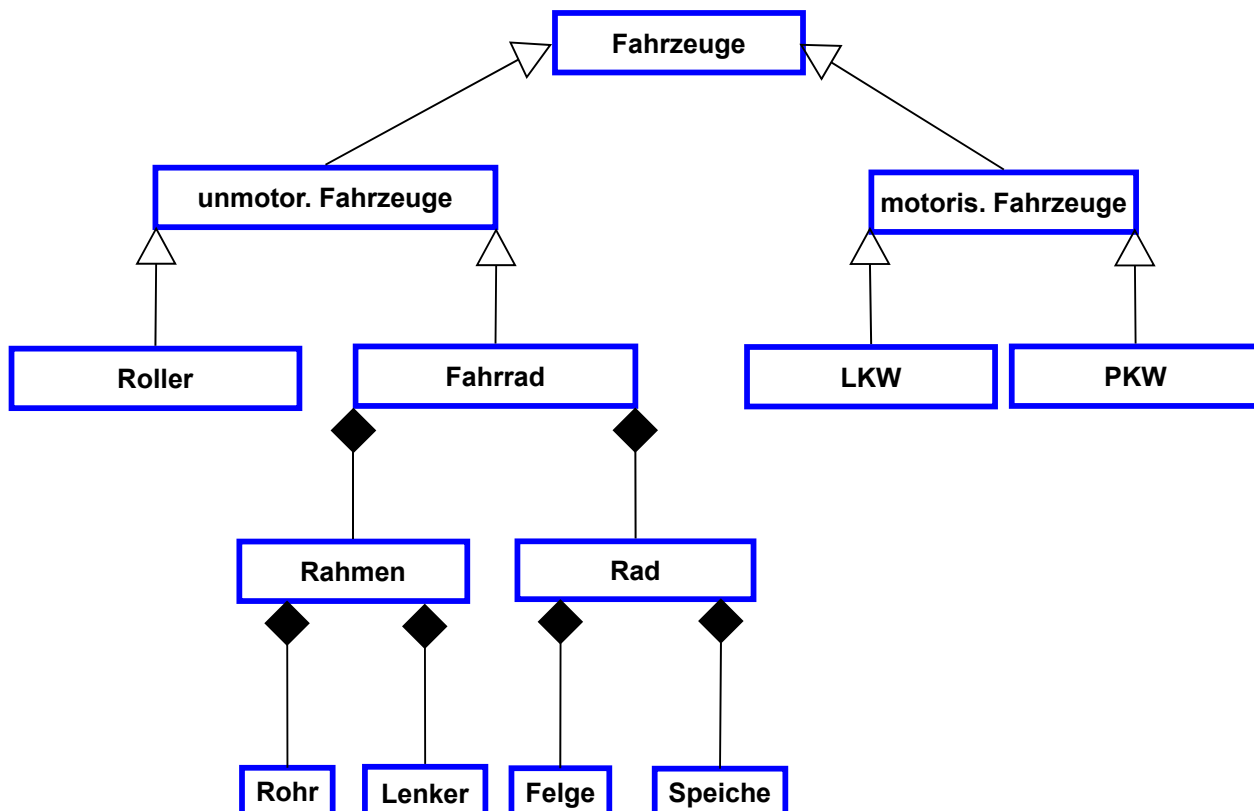 Fahrzeuge
unmotor. Fahrzeuge
motoris. Fahrzeuge
Roller
Fahrrad
LKW
PKW
Rahmen
Rad
Rohr
Lenker
Felge
Speiche